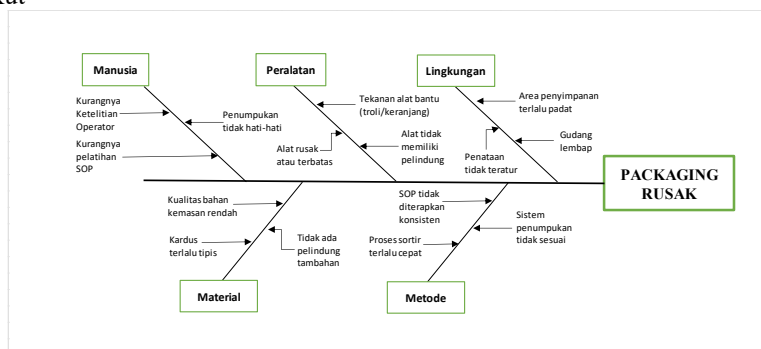 Manusia
Peralatan
Lingkungan
Kurangnya
Ketelitian
Operator
Penumpukan
tidak hati-hati
Kurangnya
pelatihan
SOP
Tekanan alat bantu
(troli/keranjang)
Alat rusak
atau terbatas
Alat tidak
memiliki
pelindung
Area penyimpanan
terlalu padat
Gudang
lembap
Penataan
tidak teratur
PACKAGING
RUSAK
Kualitas bahan
kemasan rendah
Kardus
terlalu tipis
Tidak ada
pelindung
tambahan
SOP tidak
diterapkan
konsisten
Proses sortir
terlalu cepat
Sistem
penumpukan
tidak sesuai
Material
Metode